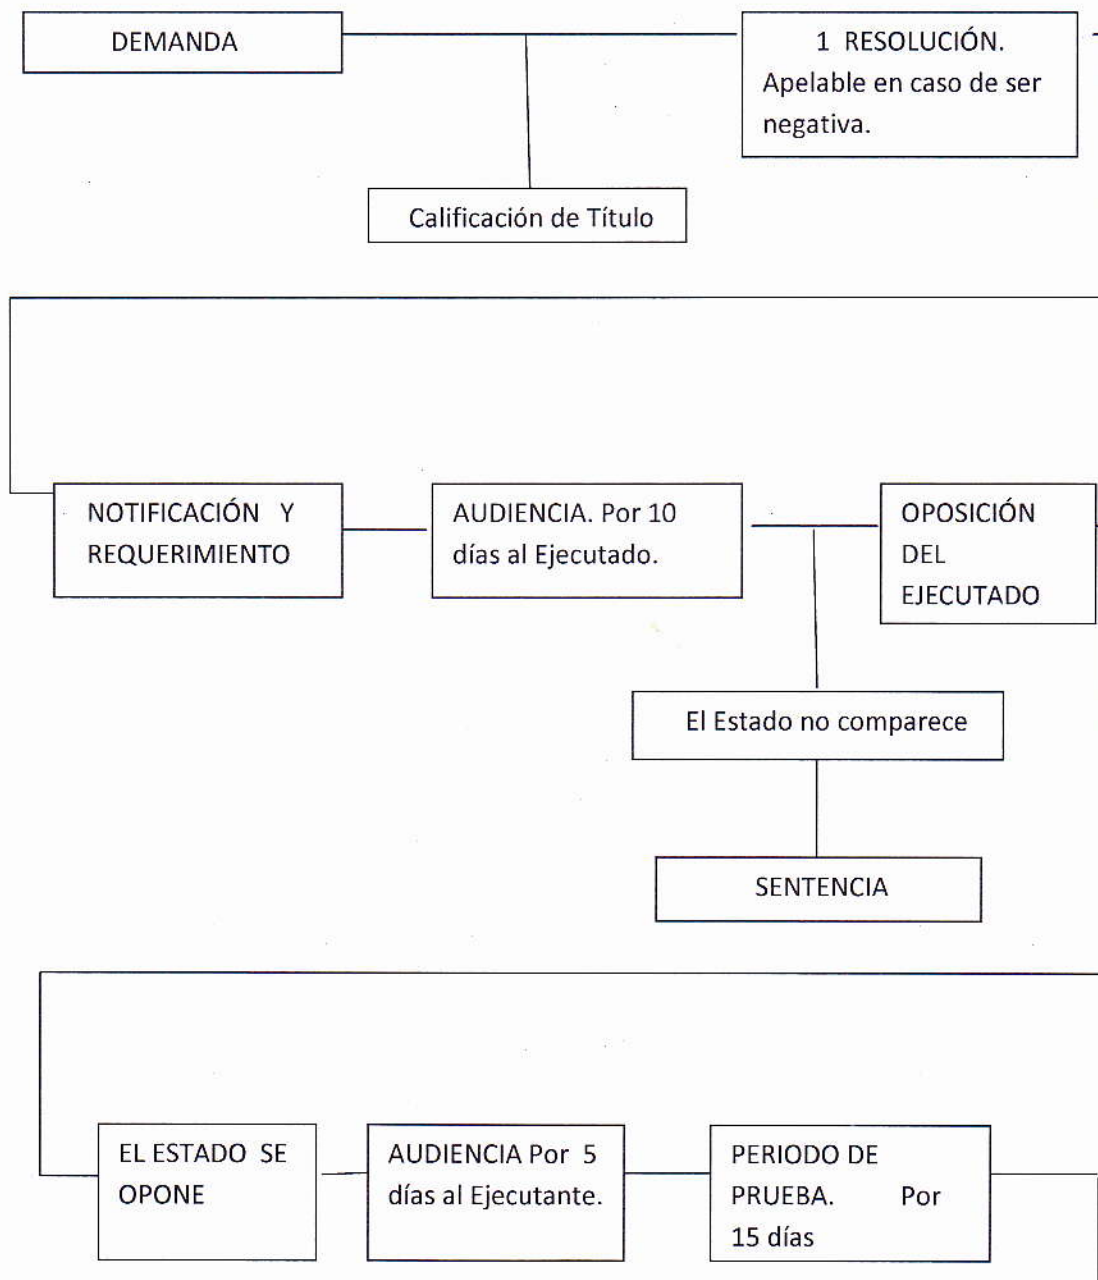 DEMANDA
1 RESOLUCIÓN.
Apelable en caso de ser
negativa.
Calificación de Título
NOTIFICACIÓN Y
REQUERIMIENTO
AUDIENCIA. Por 10
días al Ejecutado.
OPOSICIÓN
DEL
EJECUTADO
El Estado no comparece
SENTENCIA
EL ESTADO SE
OPONE
AUDIENCIA Por 5
días al Ejecutante.
PERIODO DE
PRUEBA. Por
15 días